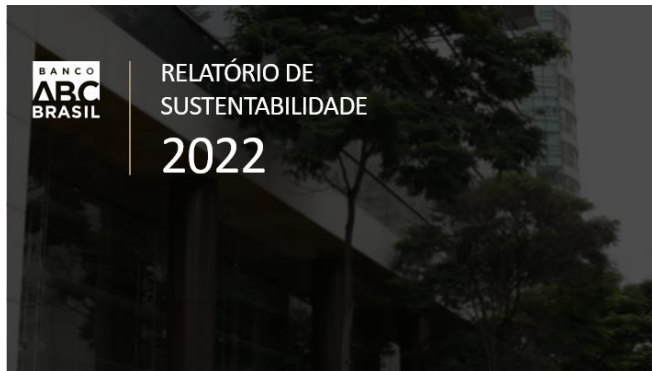 BANCO
ABC
BRASIL
RELATÓRIO DE
SUSTENTABILIDADE
2022